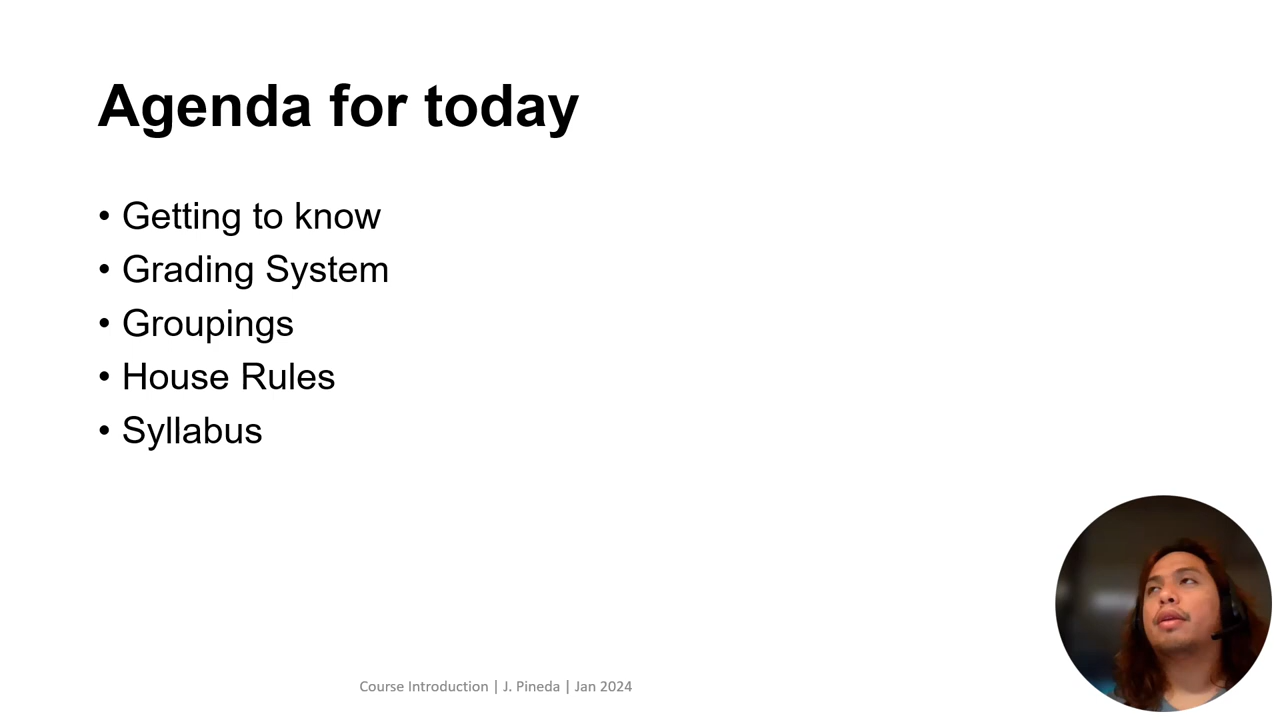 Agenda for today
• Getting to know
• Grading System
• Groupings
• House Rules
• Syllabus
Course Introduction | J. Pineda | Jan 2024